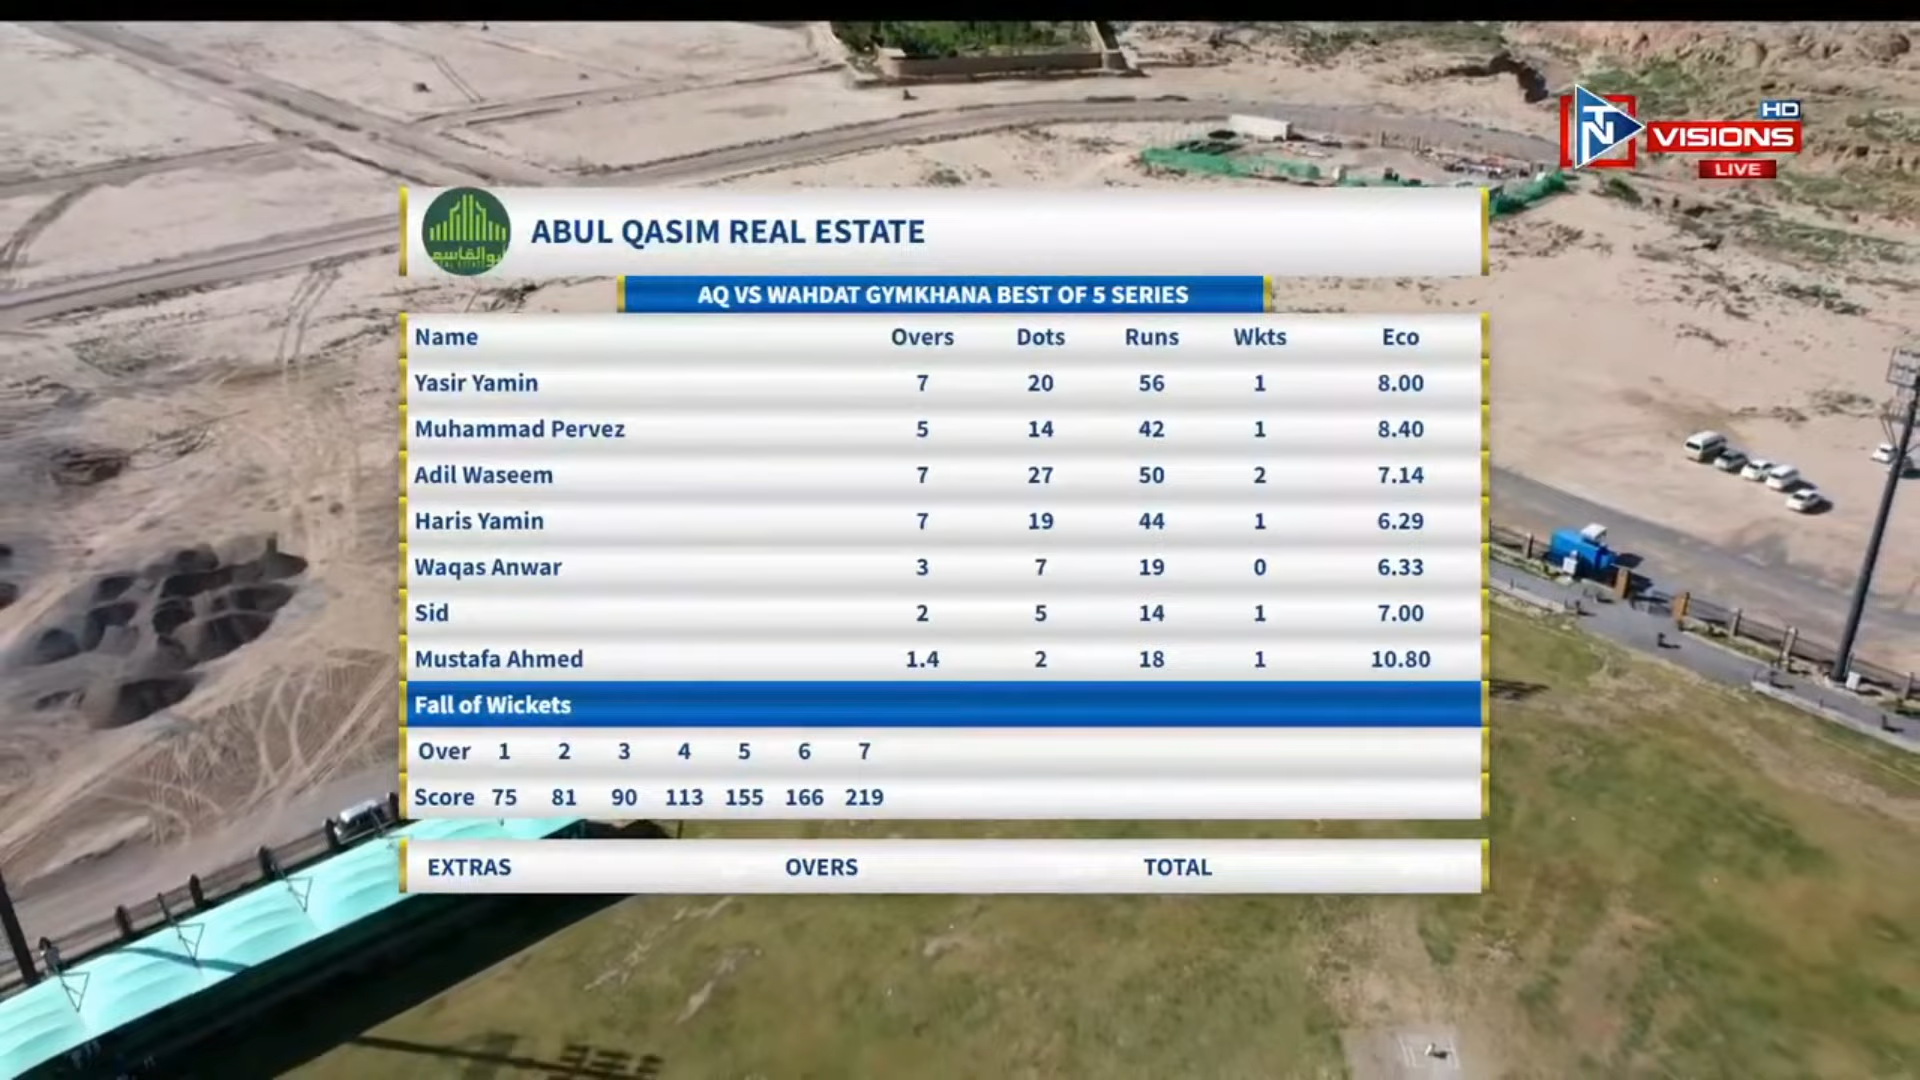 TN
HD
VISIONS
LIVE
ابوالقاسم
ABUL QASIM REAL ESTATE
AQ VS WAHDAT GYMKHANA BEST OF 5 SERIES
Name Overs Dots Runs Wkts Eco
Yasir Yamin 7 20 56 1 8.00
Muhammad Pervez 5 14 42 1 8.40
Adil Waseem 7 27 50 2 7.14
Haris Yamin 7 19 44 1 6.29
Waqas Anwar 3 7 19 0 6.33
Sid 2 5 14 1 7.00
Mustafa Ahmed 1.4 2 18 1 10.80
Fall of Wickets
Over 1 2 3 4 5 6 7
Score 75 81 90 113 155 166 219
EXTRAS OVERS TOTAL